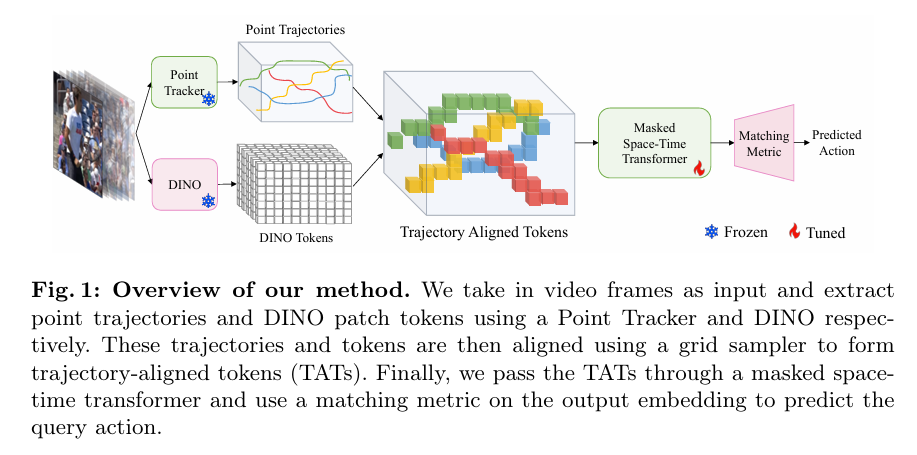 Point Trajectories
Point
Tracker
DINO
DINO Tokens
Trajectory Aligned Tokens
Masked
Space-Time
Transformer
Matching
Metric
Predicted
Action
Frozen
Tuned
Fig. 1: Overview of our method. We take in video frames as input and extract
point trajectories and DINO patch tokens using a Point Tracker and DINO respec-
tively. These trajectories and tokens are then aligned using a grid sampler to form
trajectory-aligned tokens (TATs). Finally, we pass the TATs through a masked space-
time transformer and use a matching metric on the output embedding to predict the
query action.